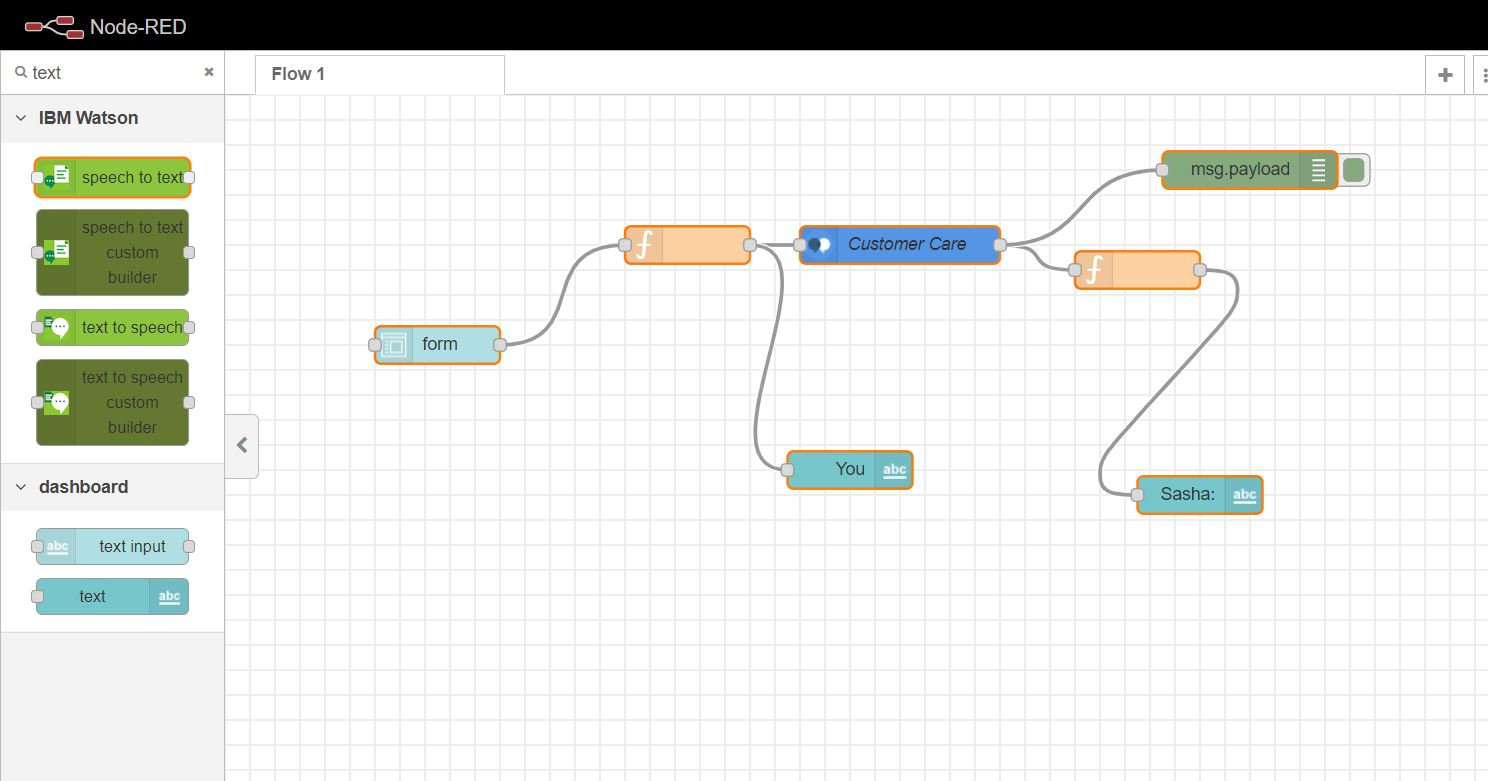 Node-RED
text
Flow 1
IBM Watson
speech to text
speech to text
custom
builder
text to speech
text to speech
custom
builder
dashboard
abc text input
text abc
form
Customer Care
msg.payload
You abc
Sasha: abc